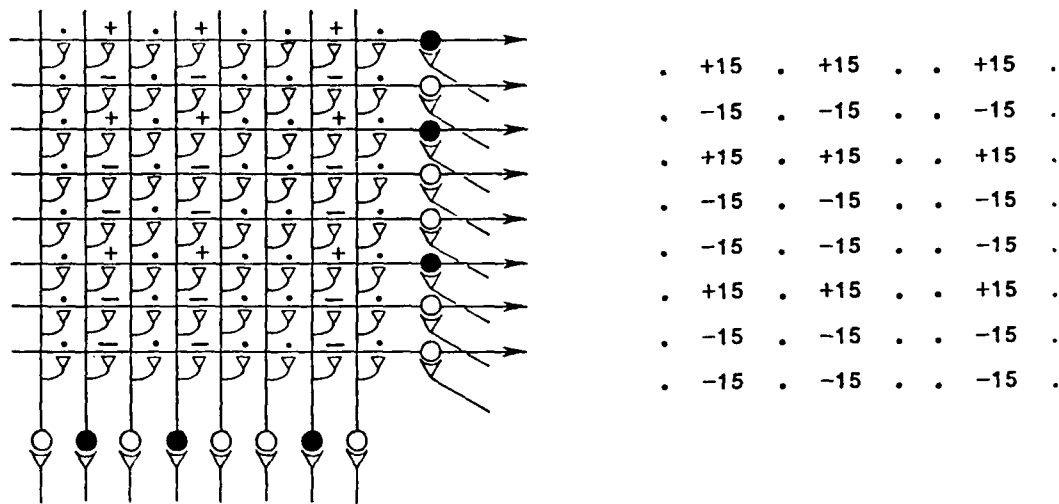 . + . + . . + .
. +15 . +15 . . +15 .
. − . − . . − .
. −15 . −15 . . −15 .
. + . + . . + .
. +15 . +15 . . +15 .
. − . − . . − .
. −15 . −15 . . −15 .
. − . − . . − .
. −15 . −15 . . −15 .
. + . + . . + .
. +15 . +15 . . +15 .
. − . − . . − .
. −15 . −15 . . −15 .
. − . − . . − .
. −15 . −15 . . −15 .